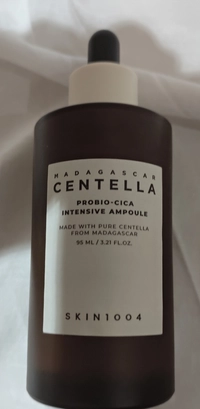 MADAGASCAR
CENTELLA
PROBIO-CICA
INTENSIVE AMPOULE
MADE WITH PURE CENTELLA
FROM MADAGASCAR
95 ML / 3.21 FL.OZ.
SKIN1004